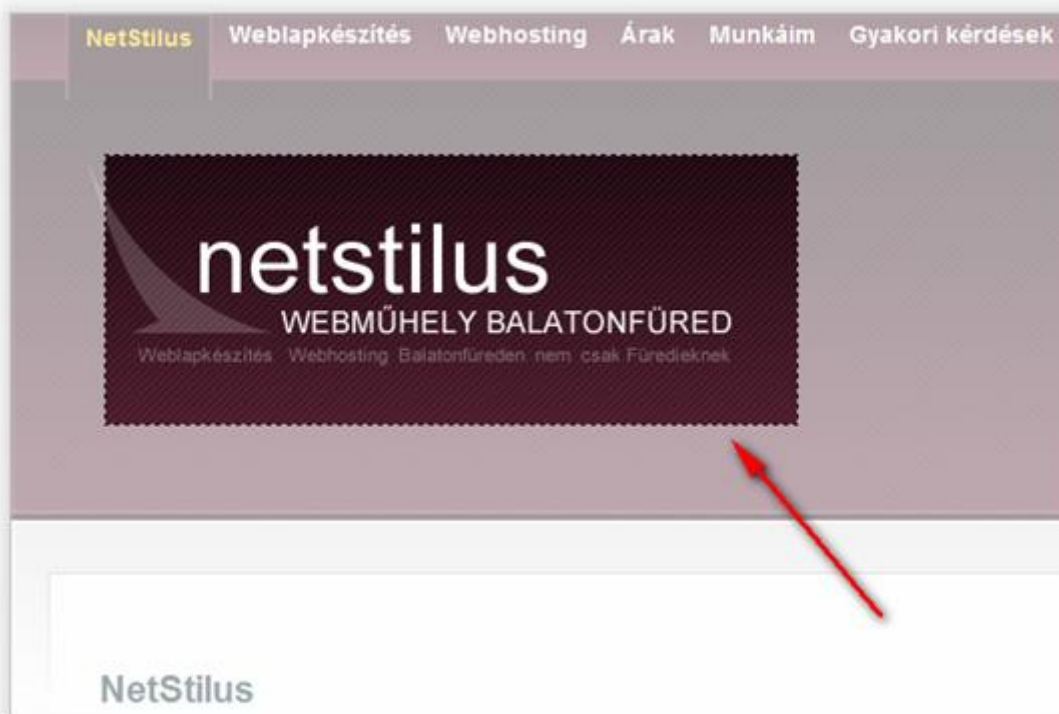 NetStilus Weblapkészítés Webhosting Árak Munkáim Gyakori kérdések
netstilus
WEBMŰHELY BALATONFÜRED
Weblapkészítés Webhosting Balatonfüreden nem csak Füredieknek
NetStilus